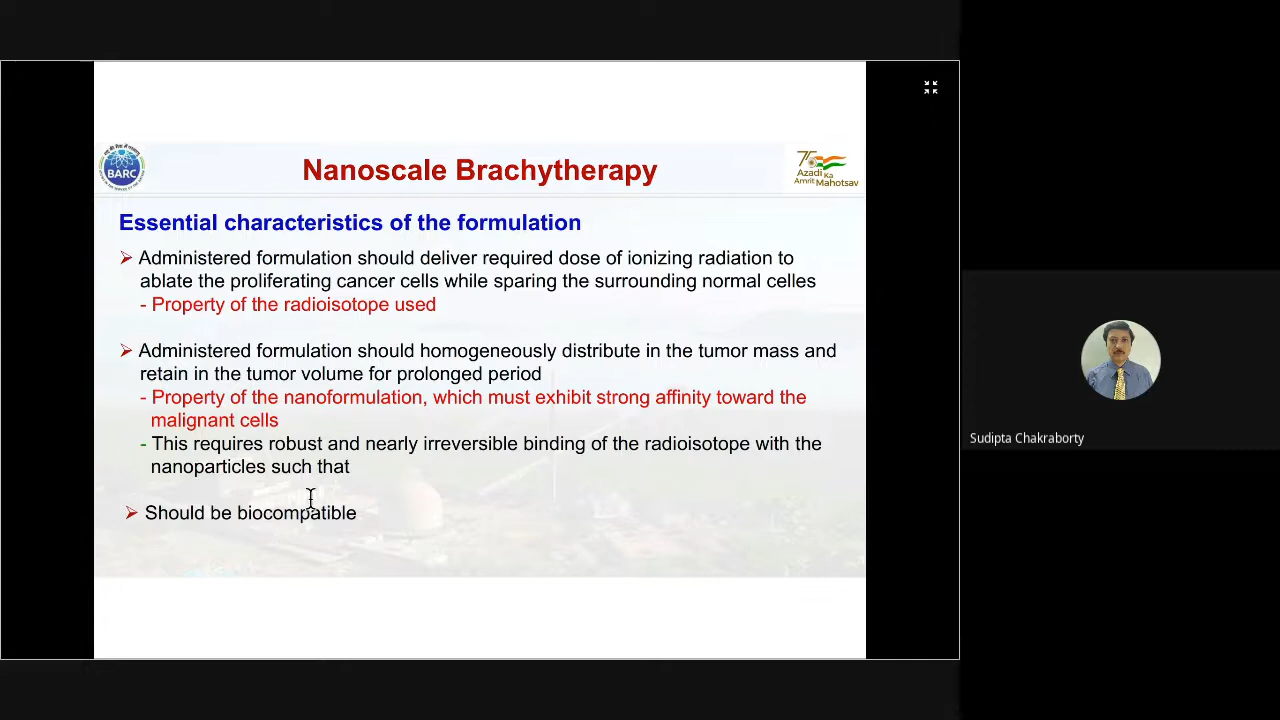 Nanoscale Brachytherapy
BARC
75
Azadi
Ka
Amrit Mahotsav
Essential characteristics of the formulation
➢ Administered formulation should deliver required dose of ionizing radiation to
ablate the proliferating cancer cells while sparing the surrounding normal celles
- Property of the radioisotope used
➢ Administered formulation should homogeneously distribute in the tumor mass and
retain in the tumor volume for prolonged period
- Property of the nanoformulation, which must exhibit strong affinity toward the
malignant cells
- This requires robust and nearly irreversible binding of the radioisotope with the
nanoparticles such that
➢ Should be biocompatible
Sudipta Chakraborty